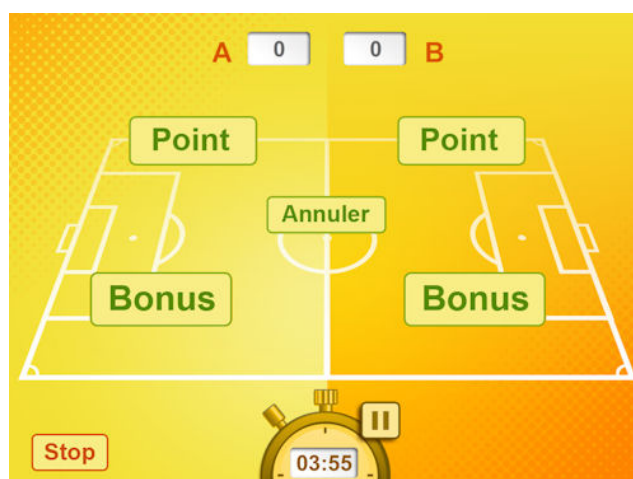 A 0 0 B
Point Point
Annuler
Bonus Bonus
Stop 03:55